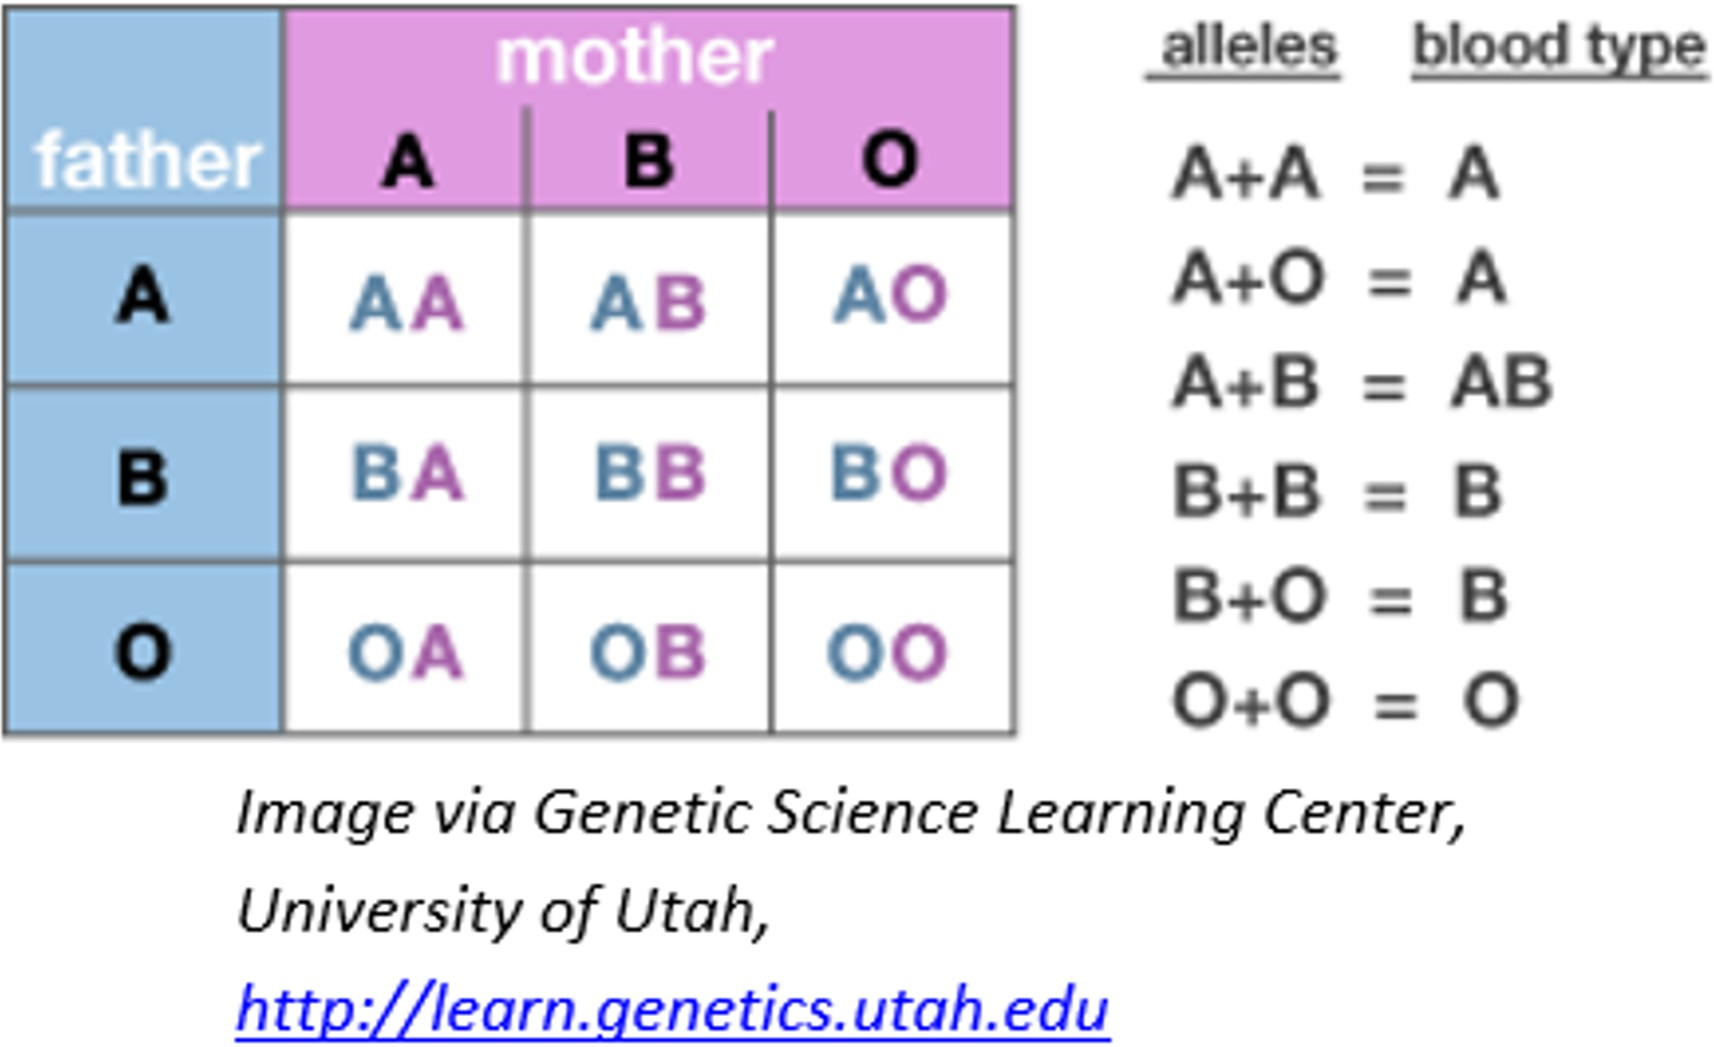 mother
father A B O
A AA AB AO
B BA BB BO
O OA OB OO
alleles blood type
A+A = A
A+O = A
A+B = AB
B+B = B
B+O = B
O+O = O
Image via Genetic Science Learning Center,
University of Utah,
http://learn.genetics.utah.edu